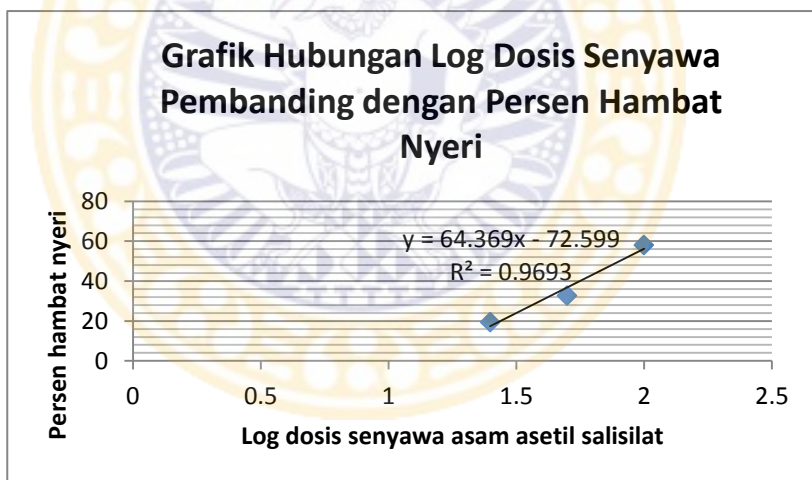 Grafik Hubungan Log Dosis Senyawa
Pembanding dengan Persen Hambat
Nyeri
Persen hambat nyeri
80
60
40
20
0
y = 64.369x - 72.599
R² = 0.9693
0 0.5 1 1.5 2 2.5
Log dosis senyawa asam asetil salisilat